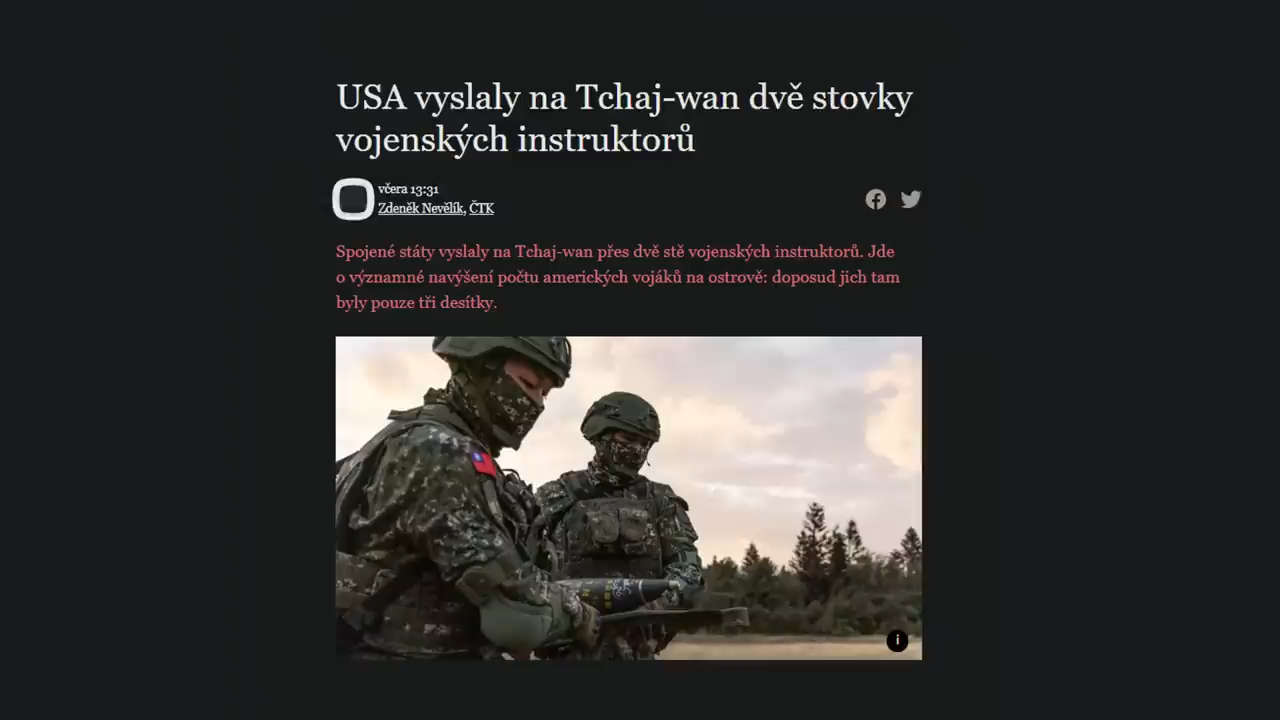 USA vyslaly na Tchaj-wan dvě stovky
vojenských instruktorů
včera 13:31
Zdeněk Nevělík, ČTK
Spojené státy vyslaly na Tchaj-wan přes dvě stě vojenských instruktorů. Jde
o významné navýšení počtu amerických vojáků na ostrově: doposud jich tam
byly pouze tři desítky.
i